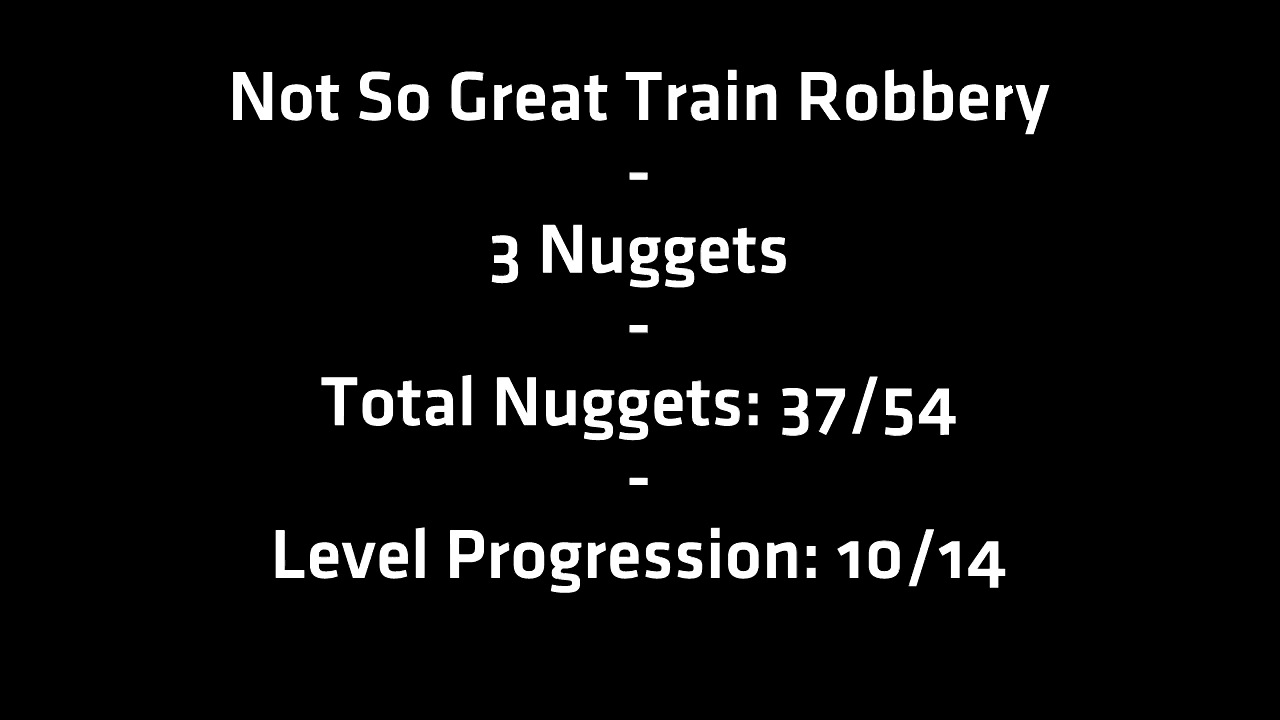 Not So Great Train Robbery
-
3 Nuggets
-
Total Nuggets: 37/54
-
Level Progression: 10/14